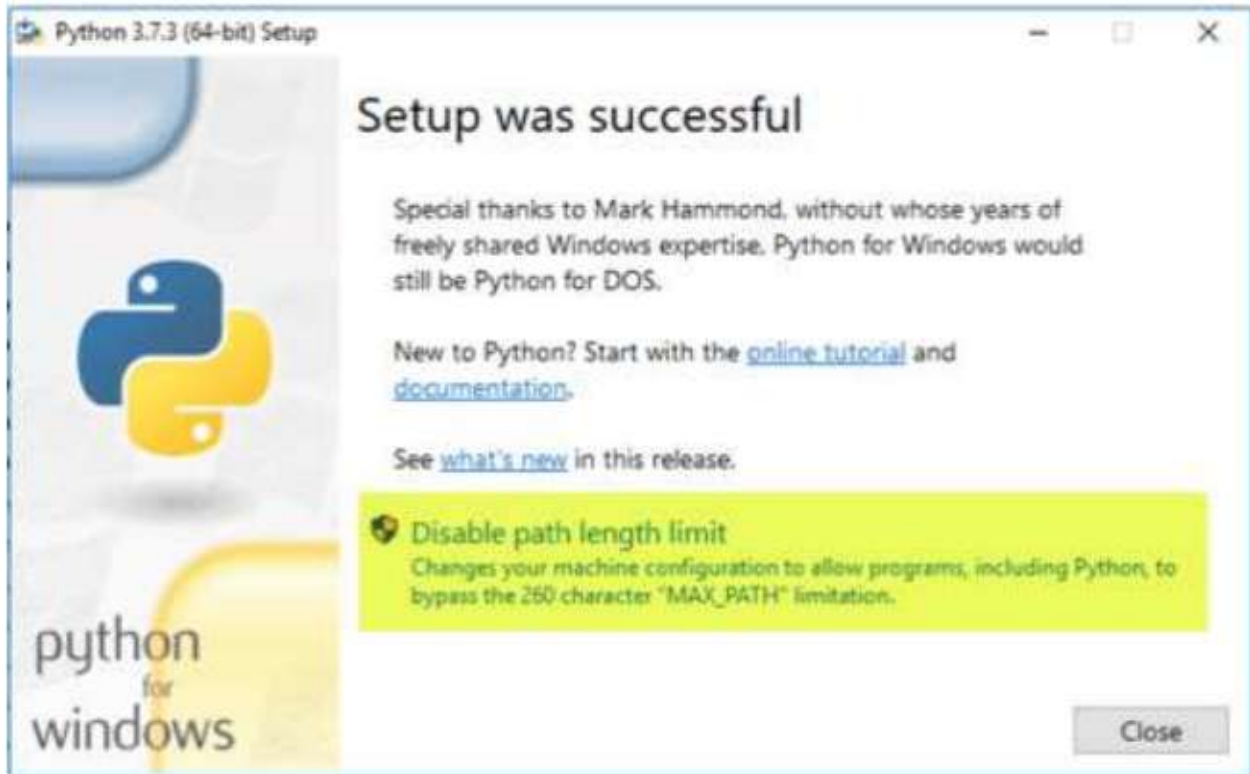 Python 3.7.3 (64-bit) Setup
Setup was successful
Special thanks to Mark Hammond, without whose years of
freely shared Windows expertise, Python for Windows would
still be Python for DOS.
New to Python? Start with the online tutorial and
documentation.
See what's new in this release.
Disable path length limit
Changes your machine configuration to allow programs, including Python, to
bypass the 260 character "MAX_PATH" limitation.
python
for
windows
Close